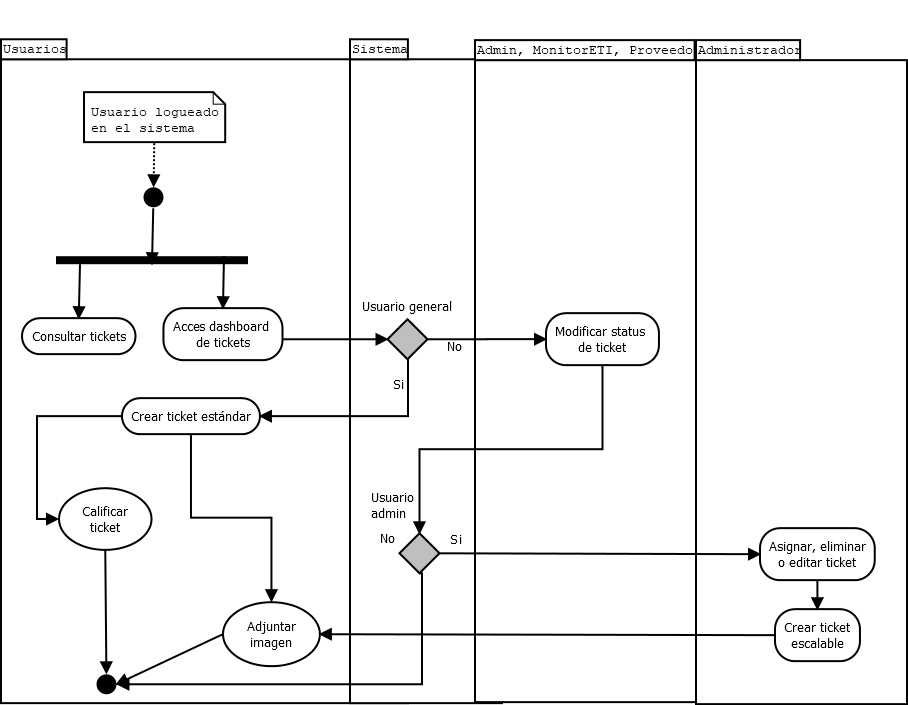 Usuarios
Sistema
Admin, MonitorETI, Proveedo
Administrador
Usuario logueado
en el sistema
Usuario general
Consultar tickets
Acces dashboard
de tickets
No
Modificar status
de ticket
Si
Crear ticket estándar
Calificar
ticket
Usuario
admin
No
Si
Asignar, eliminar
o editar ticket
Adjuntar
imagen
Crear ticket
escalable